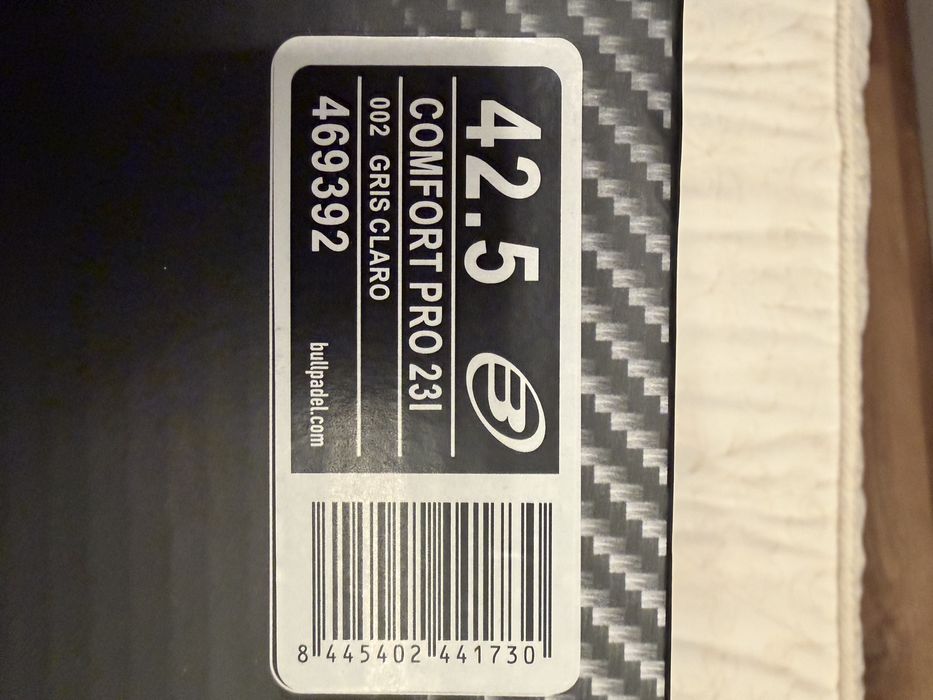 42.5
COMFORT PRO 23I
002 GRIS CLARO
469392
bullpadel.com
8 445402 441730